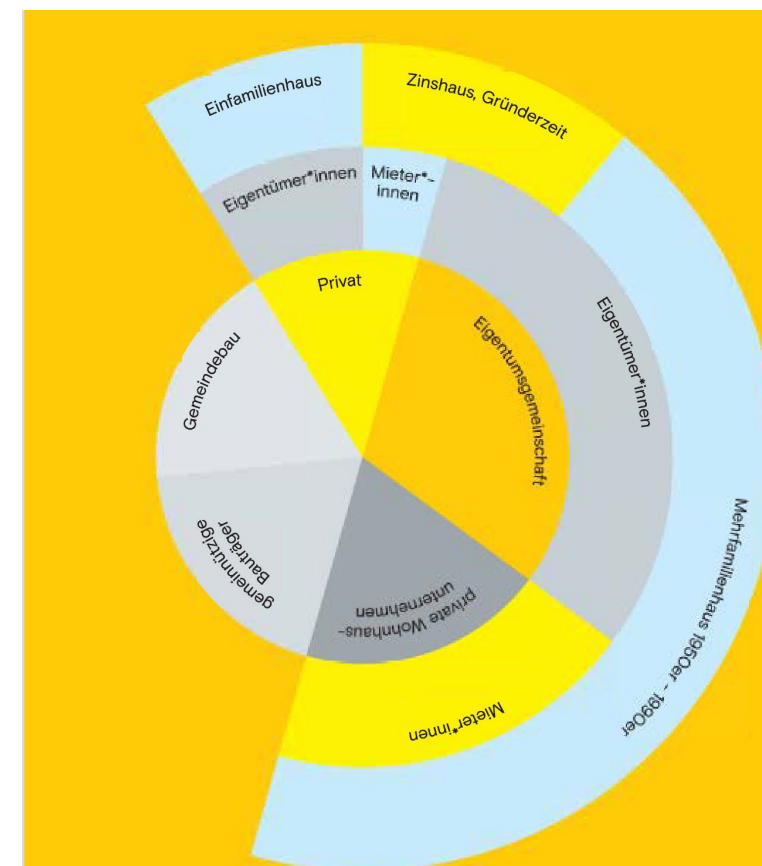 Einfamilienhaus
Zinshaus, Gründerzeit
Eigentümer*innen
Mieter*-
innen
Privat
Eigentümer*innen
Eigentumsgemeinschaft
Gemeindebau
gemeinnützige
Bauträger
private Wohnhaus-
unternehmen
Mieter*innen
Mehrfamilienhaus 1950er - 1990er